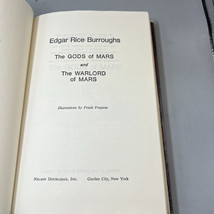 Edgar Rice Burroughs
The GODS of MARS
and
The WARLORD
of MARS
Illustrations by Frank Frazetta
Nelson Doubleday, Inc. Garden City, New York